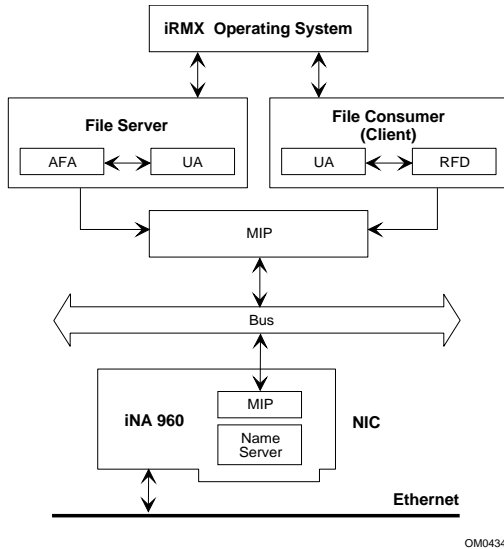 iRMX Operating System
File Server
AFA
UA
File Consumer
(Client)
UA
RFD
MIP
Bus
iNA 960
MIP
Name
Server
NIC
Ethernet
OM04349